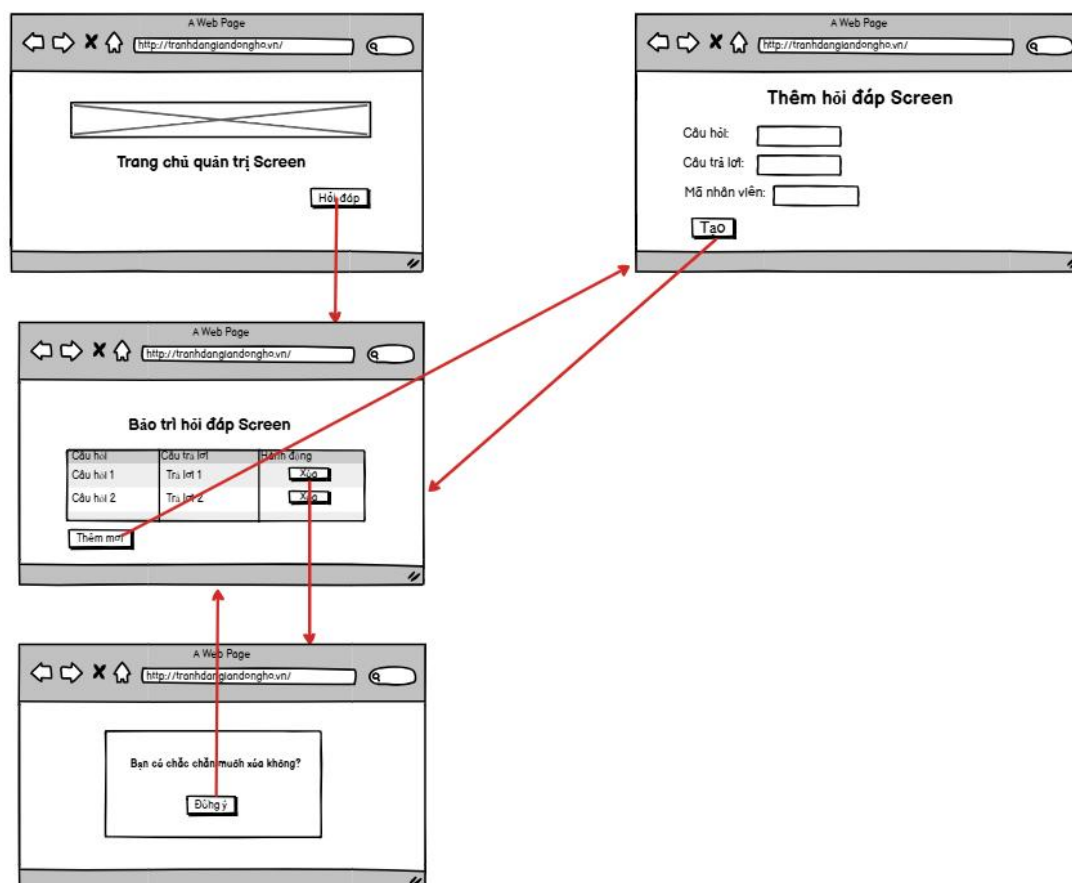 A Web Page
http://tranhdangiandongho.vn/
Trang chủ quản trị Screen
Hỏi đáp
A Web Page
http://tranhdangiandongho.vn/
Thêm hỏi đáp Screen
Câu hỏi:
Câu trả lời:
Mã nhân viên:
Tạo
A Web Page
http://tranhdangiandongho.vn/
Bảo trì hỏi đáp Screen
Câu hỏi Câu trả lời Hành động
Câu hỏi 1 Trả lời 1 Xóa
Câu hỏi 2 Trả lời 2 Xóa
Thêm mới
A Web Page
http://tranhdangiandongho.vn/
Bạn có chắc chắn muốn xóa không?
Đồng ý